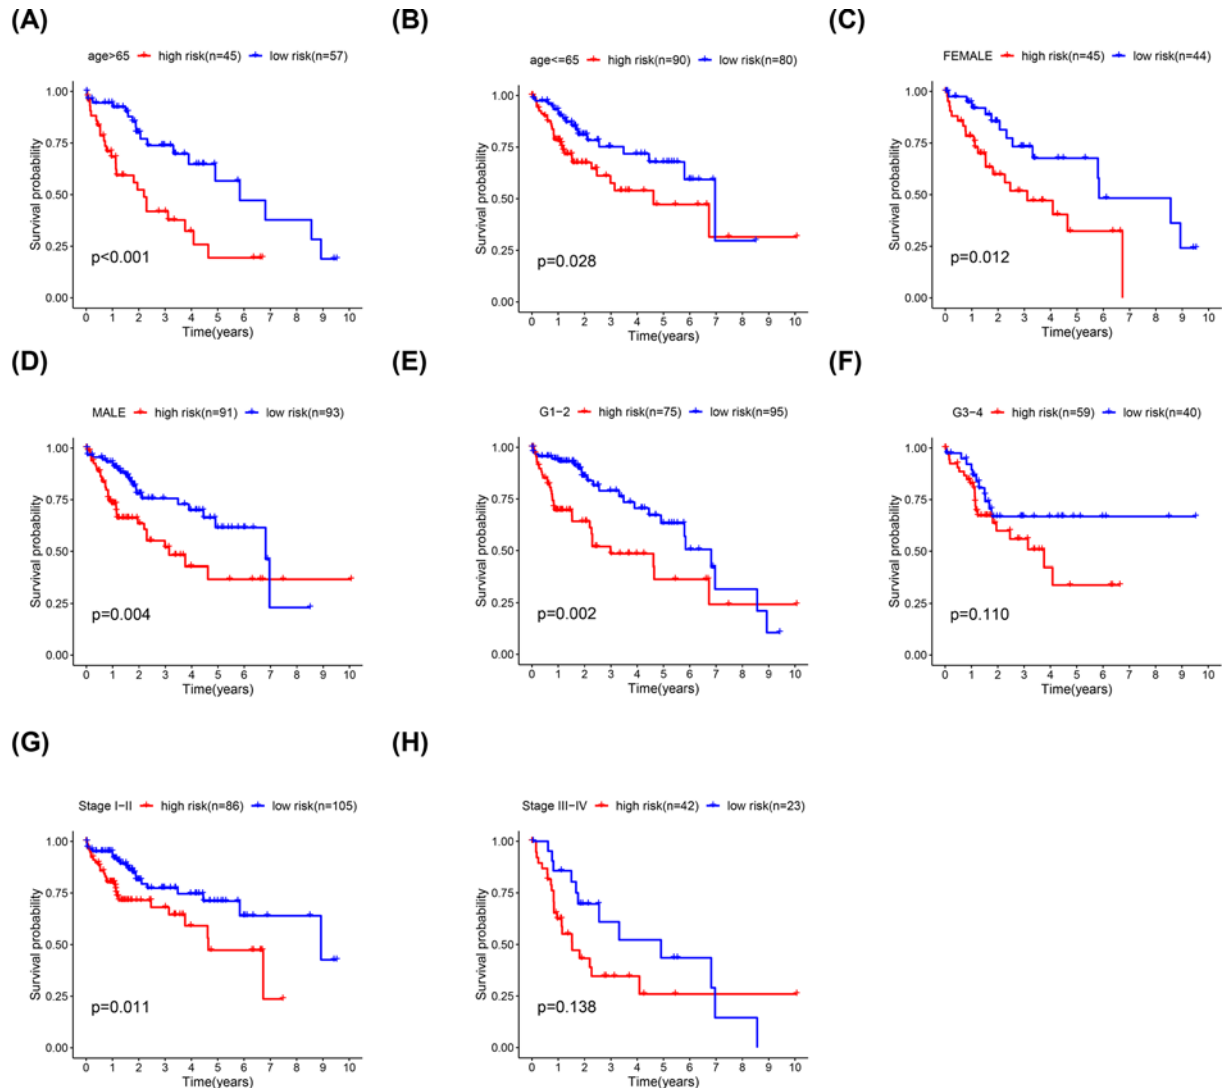 (A)
age>65 high risk(n=45) low risk(n=57)
Survival probability
1.00
0.75
0.50
0.25
0.00
p<0.001
0 1 2 3 4 5 6 7 8 9 10
Time(years)
(B)
age<=65 high risk(n=90) low risk(n=80)
Survival probability
1.00
0.75
0.50
0.25
0.00
p=0.028
0 1 2 3 4 5 6 7 8 9 10
Time(years)
(C)
FEMALE high risk(n=45) low risk(n=44)
Survival probability
1.00
0.75
0.50
0.25
0.00
p=0.012
0 1 2 3 4 5 6 7 8 9 10
Time(years)
(D)
MALE high risk(n=91) low risk(n=93)
Survival probability
1.00
0.75
0.50
0.25
0.00
p=0.004
0 1 2 3 4 5 6 7 8 9 10
Time(years)
(E)
G1-2 high risk(n=75) low risk(n=95)
Survival probability
1.00
0.75
0.50
0.25
0.00
p=0.002
0 1 2 3 4 5 6 7 8 9 10
Time(years)
(F)
G3-4 high risk(n=59) low risk(n=40)
Survival probability
1.00
0.75
0.50
0.25
0.00
p=0.110
0 1 2 3 4 5 6 7 8 9 10
Time(years)
(G)
Stage I-II high risk(n=86) low risk(n=105)
Survival probability
1.00
0.75
0.50
0.25
0.00
p=0.011
0 1 2 3 4 5 6 7 8 9 10
Time(years)
(H)
Stage III-IV high risk(n=42) low risk(n=23)
Survival probability
1.00
0.75
0.50
0.25
0.00
p=0.138
0 1 2 3 4 5 6 7 8 9 10
Time(years)